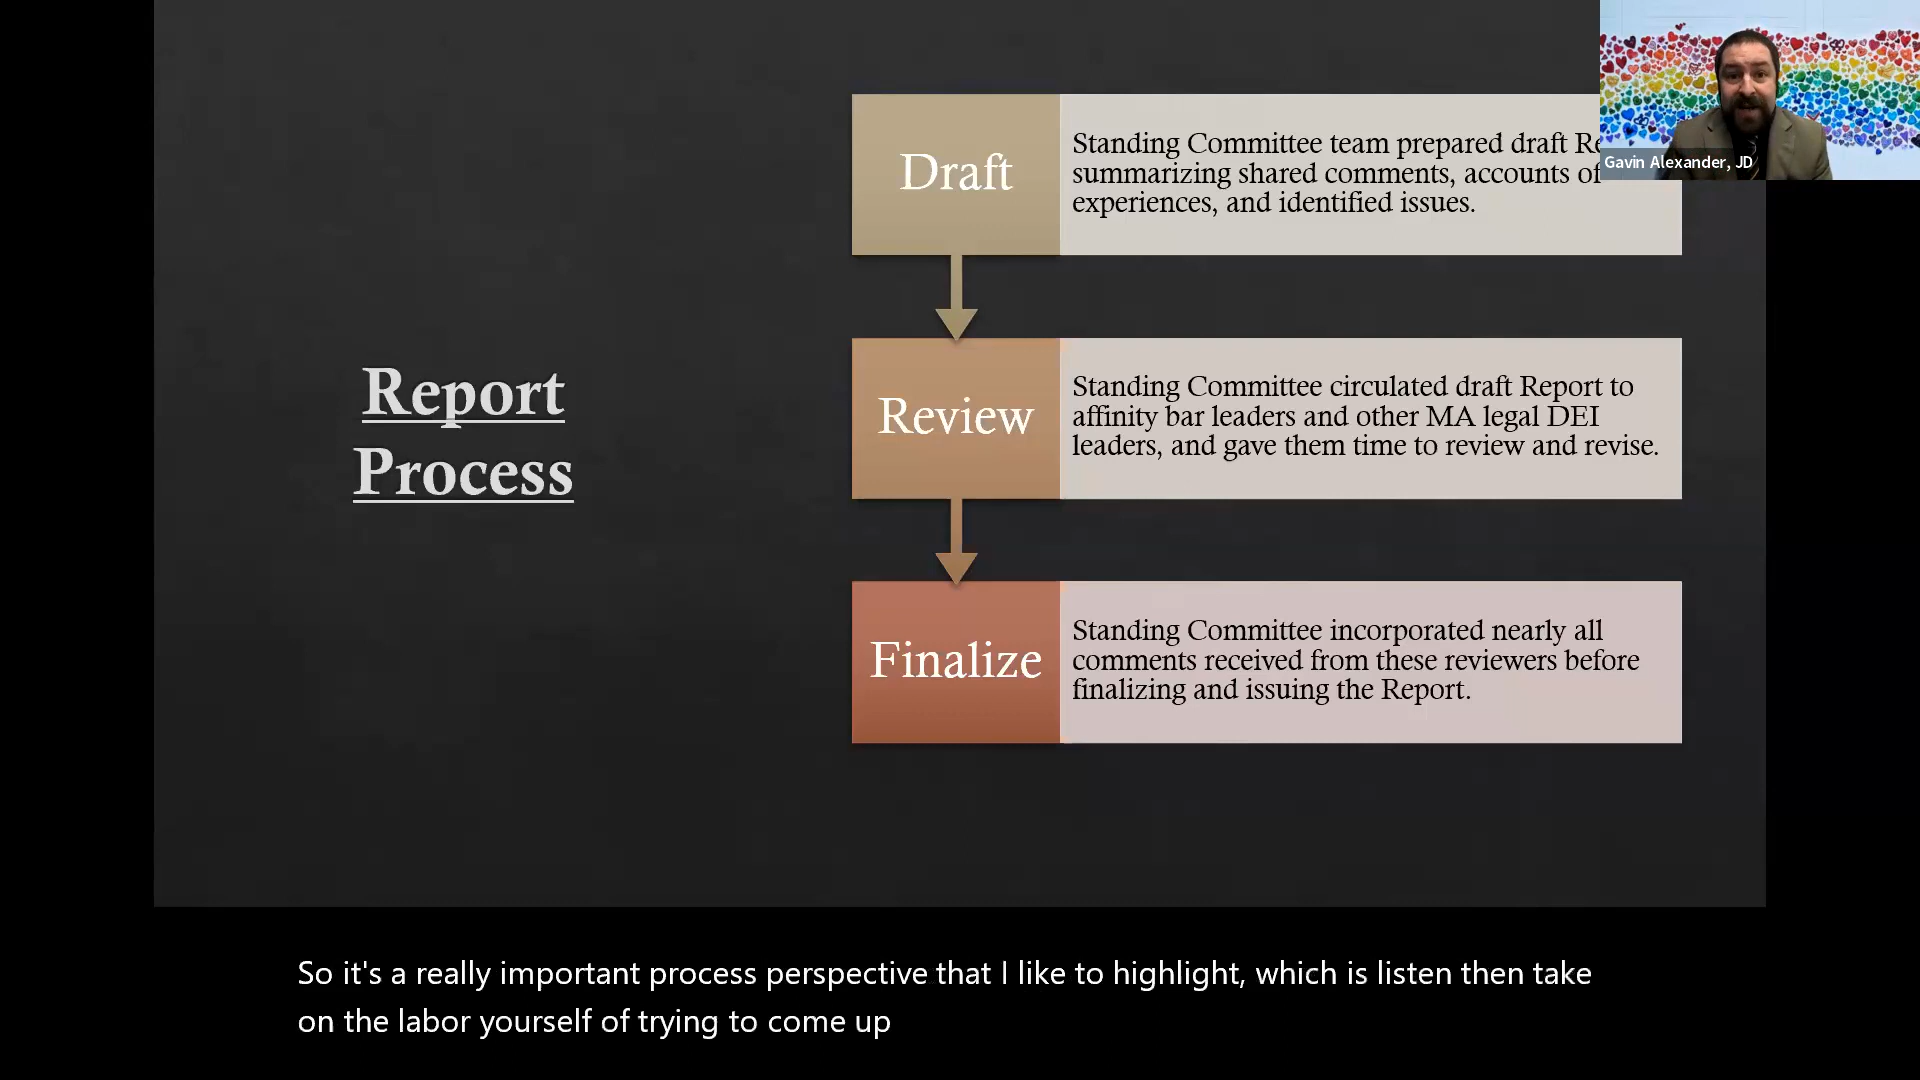 Report
Process
Draft
Standing Committee team prepared draft
summarizing shared comments, accounts of
experiences, and identified issues.
Review
Standing Committee circulated draft Report to
affinity bar leaders and other MA legal DEI
leaders, and gave them time to review and revise.
Finalize
Standing Committee incorporated nearly all
comments received from these reviewers before
finalizing and issuing the Report.
Gavin Alexander, JD
So it's a really important process perspective that I like to highlight, which is listen then take
on the labor yourself of trying to come up